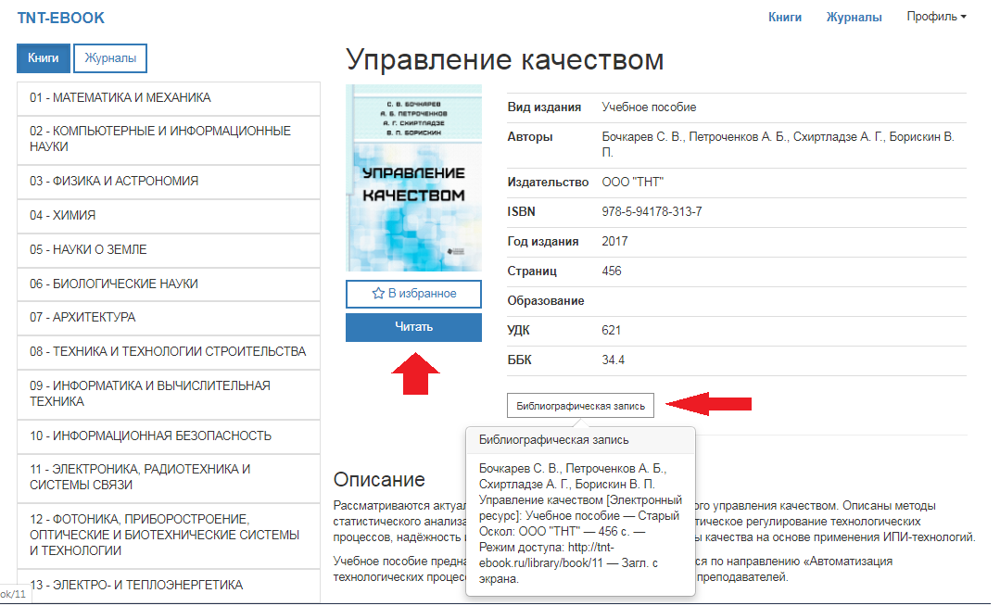 TNT-EBOOK
Книги
Журналы
Профиль
Книги
Журналы
01 - МАТЕМАТИКА И МЕХАНИКА
02 - КОМПЬЮТЕРНЫЕ И ИНФОРМАЦИОННЫЕ
НАУКИ
03 - ФИЗИКА И АСТРОНОМИЯ
04 - ХИМИЯ
05 - НАУКИ О ЗЕМЛЕ
06 - БИОЛОГИЧЕСКИЕ НАУКИ
07 - АРХИТЕКТУРА
08 - ТЕХНИКА И ТЕХНОЛОГИИ СТРОИТЕЛЬСТВА
09 - ИНФОРМАТИКА И ВЫЧИСЛИТЕЛЬНАЯ
ТЕХНИКА
10 - ИНФОРМАЦИОННАЯ БЕЗОПАСНОСТЬ
11 - ЭЛЕКТРОНИКА, РАДИОТЕХНИКА И
СИСТЕМЫ СВЯЗИ
12 - ФОТОНИКА, ПРИБОРОСТРОЕНИЕ,
ОПТИЧЕСКИЕ И БИОТЕХНИЧЕСКИЕ СИСТЕМЫ
И ТЕХНОЛОГИИ
13 - ЭЛЕКТРО- И ТЕПЛОЭНЕРГЕТИКА
ok/11
Управление качеством
С. В. БОЧКАРЕВ
А. Б. ПЕТРОЧЕНКОВ
А. Г. СХИРТЛАДЗЕ
В. П. БОРИСКИН
УПРАВЛЕНИЕ
КАЧЕСТВОМ
В избранное
Читать
Вид издания Учебное пособие
Авторы Бочкарев С. В., Петроченков А. Б., Схиртладзе А. Г., Борискин В.
П.
Издательство ООО "ТНТ"
ISBN 978-5-94178-313-7
Год издания 2017
Страниц 456
Образование
УДК 621
ББК 34.4
Библиографическая запись
Библиографическая запись
Бочкарев С. В., Петроченков А. Б.,
Схиртладзе А. Г., Борискин В. П.
Управление качеством [Электронный
ресурс]: Учебное пособие — Старый
Оскол: ООО "ТНТ" — 456 с. —
Режим доступа: http://tnt-
ebook.ru/library/book/11 — Загл. с
экрана.
Описание
Рассматриваются актуал ого управления качеством. Описаны методы
статистического анализа тическое регулирование технологических
процессов, надёжность и ы качества на основе применения ИПИ-технологий.
Учебное пособие предна ся по направлению «Автоматизация
технологических процесс преподавателей.